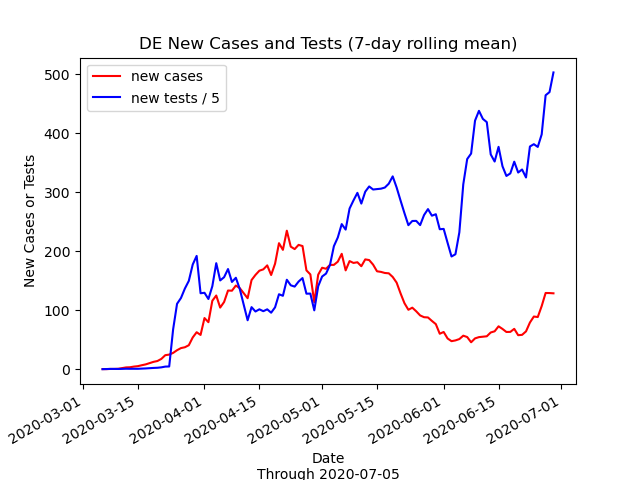 DE New Cases and Tests (7-day rolling mean)
new cases
new tests / 5
New Cases or Tests
500
400
300
200
100
0
2020-03-01
2020-03-15
2020-04-01
2020-04-15
2020-05-01
2020-05-15
2020-06-01
2020-06-15
2020-07-01
Date
Through 2020-07-05